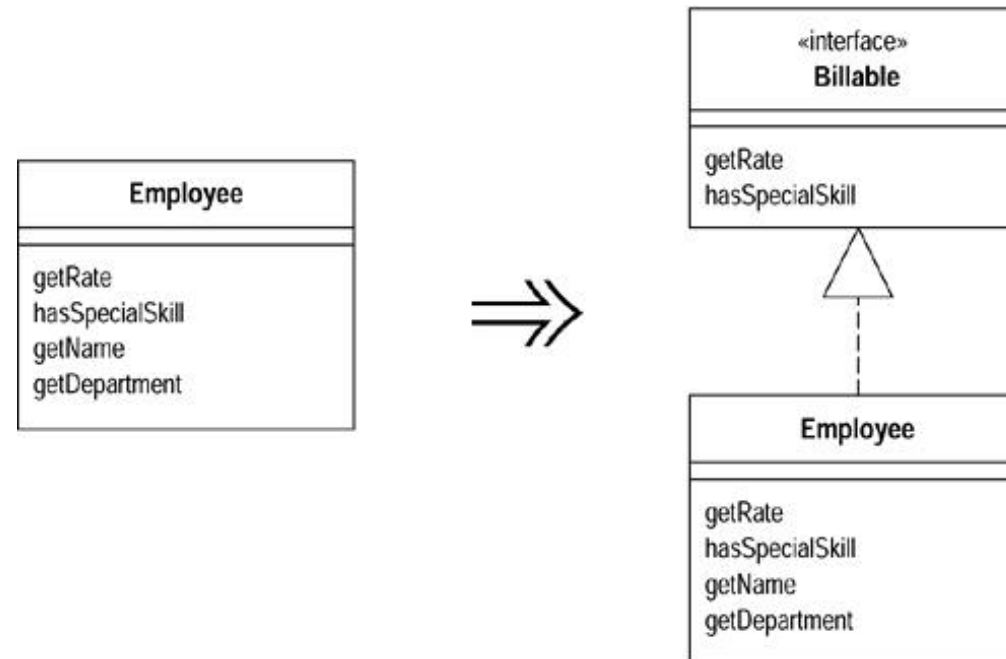 Employee
getRate
hasSpecialSkill
getName
getDepartment
«interface»
Billable
getRate
hasSpecialSkill
Employee
getRate
hasSpecialSkill
getName
getDepartment